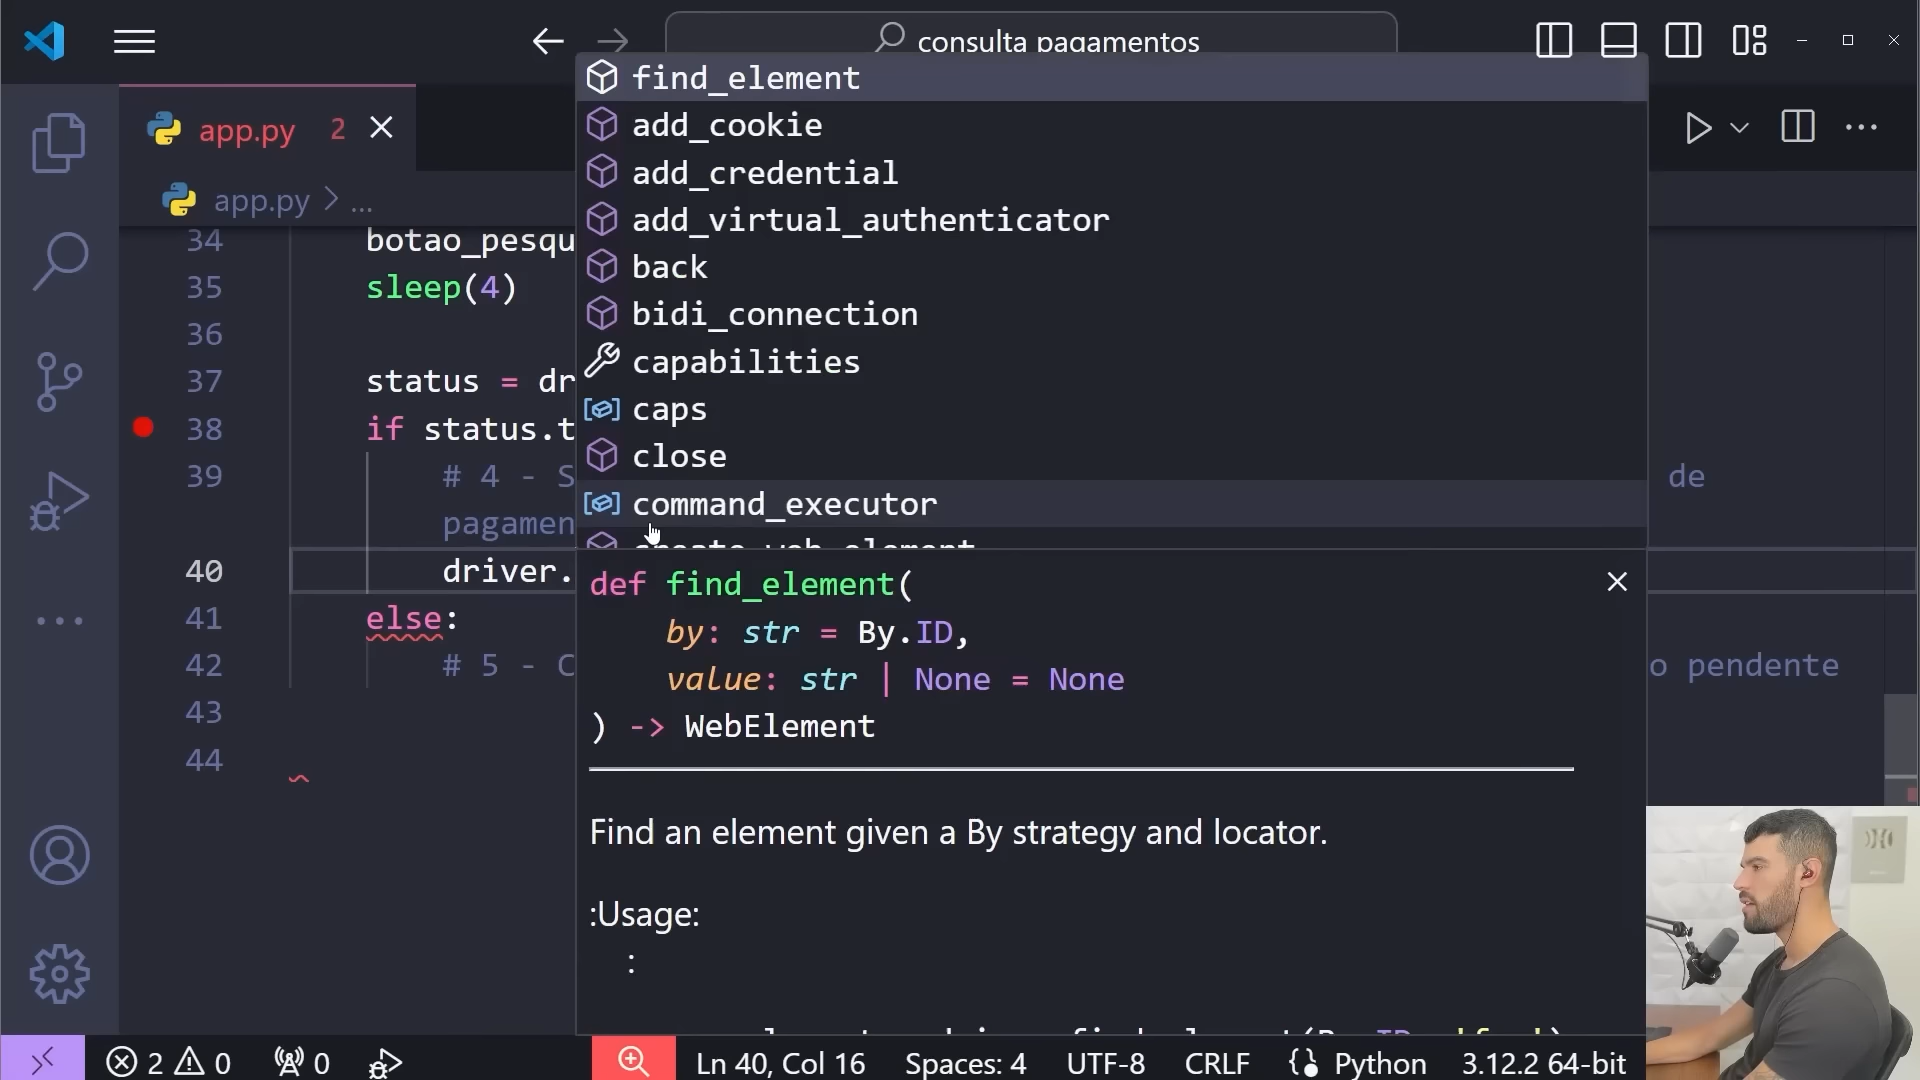 consulta pagamentos
app.py 2
app.py > ...
find_element
add_cookie
add_credential
add_virtual_authenticator
back
bidi_connection
capabilities
caps
close
command_executor
create_web_element
34 botao_pesqu
35 sleep(4)
36
37 status = dr
38 if status.t
39 # 4 - S de
pagamen
40 driver.
41 else:
42 # 5 - C o pendente
43
44
def find_element(
by: str = By.ID,
value: str | None = None
) -> WebElement
Find an element given a By strategy and locator.
:Usage:
:
2 0 0 Ln 40, Col 16 Spaces: 4 UTF-8 CRLF Python 3.12.2 64-bit